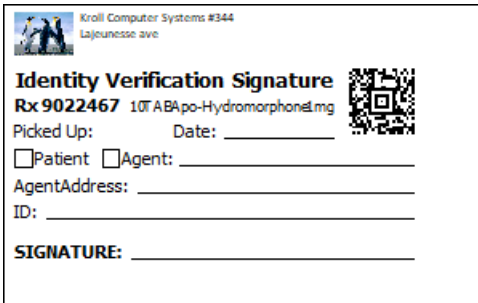 Kroll Computer Systems #344
Lajeunesse ave
Identity Verification Signature
Rx 9022467 10TABApo-Hydromorphone1mg
Picked Up: Date:
Patient Agent:
AgentAddress:
ID:
SIGNATURE: